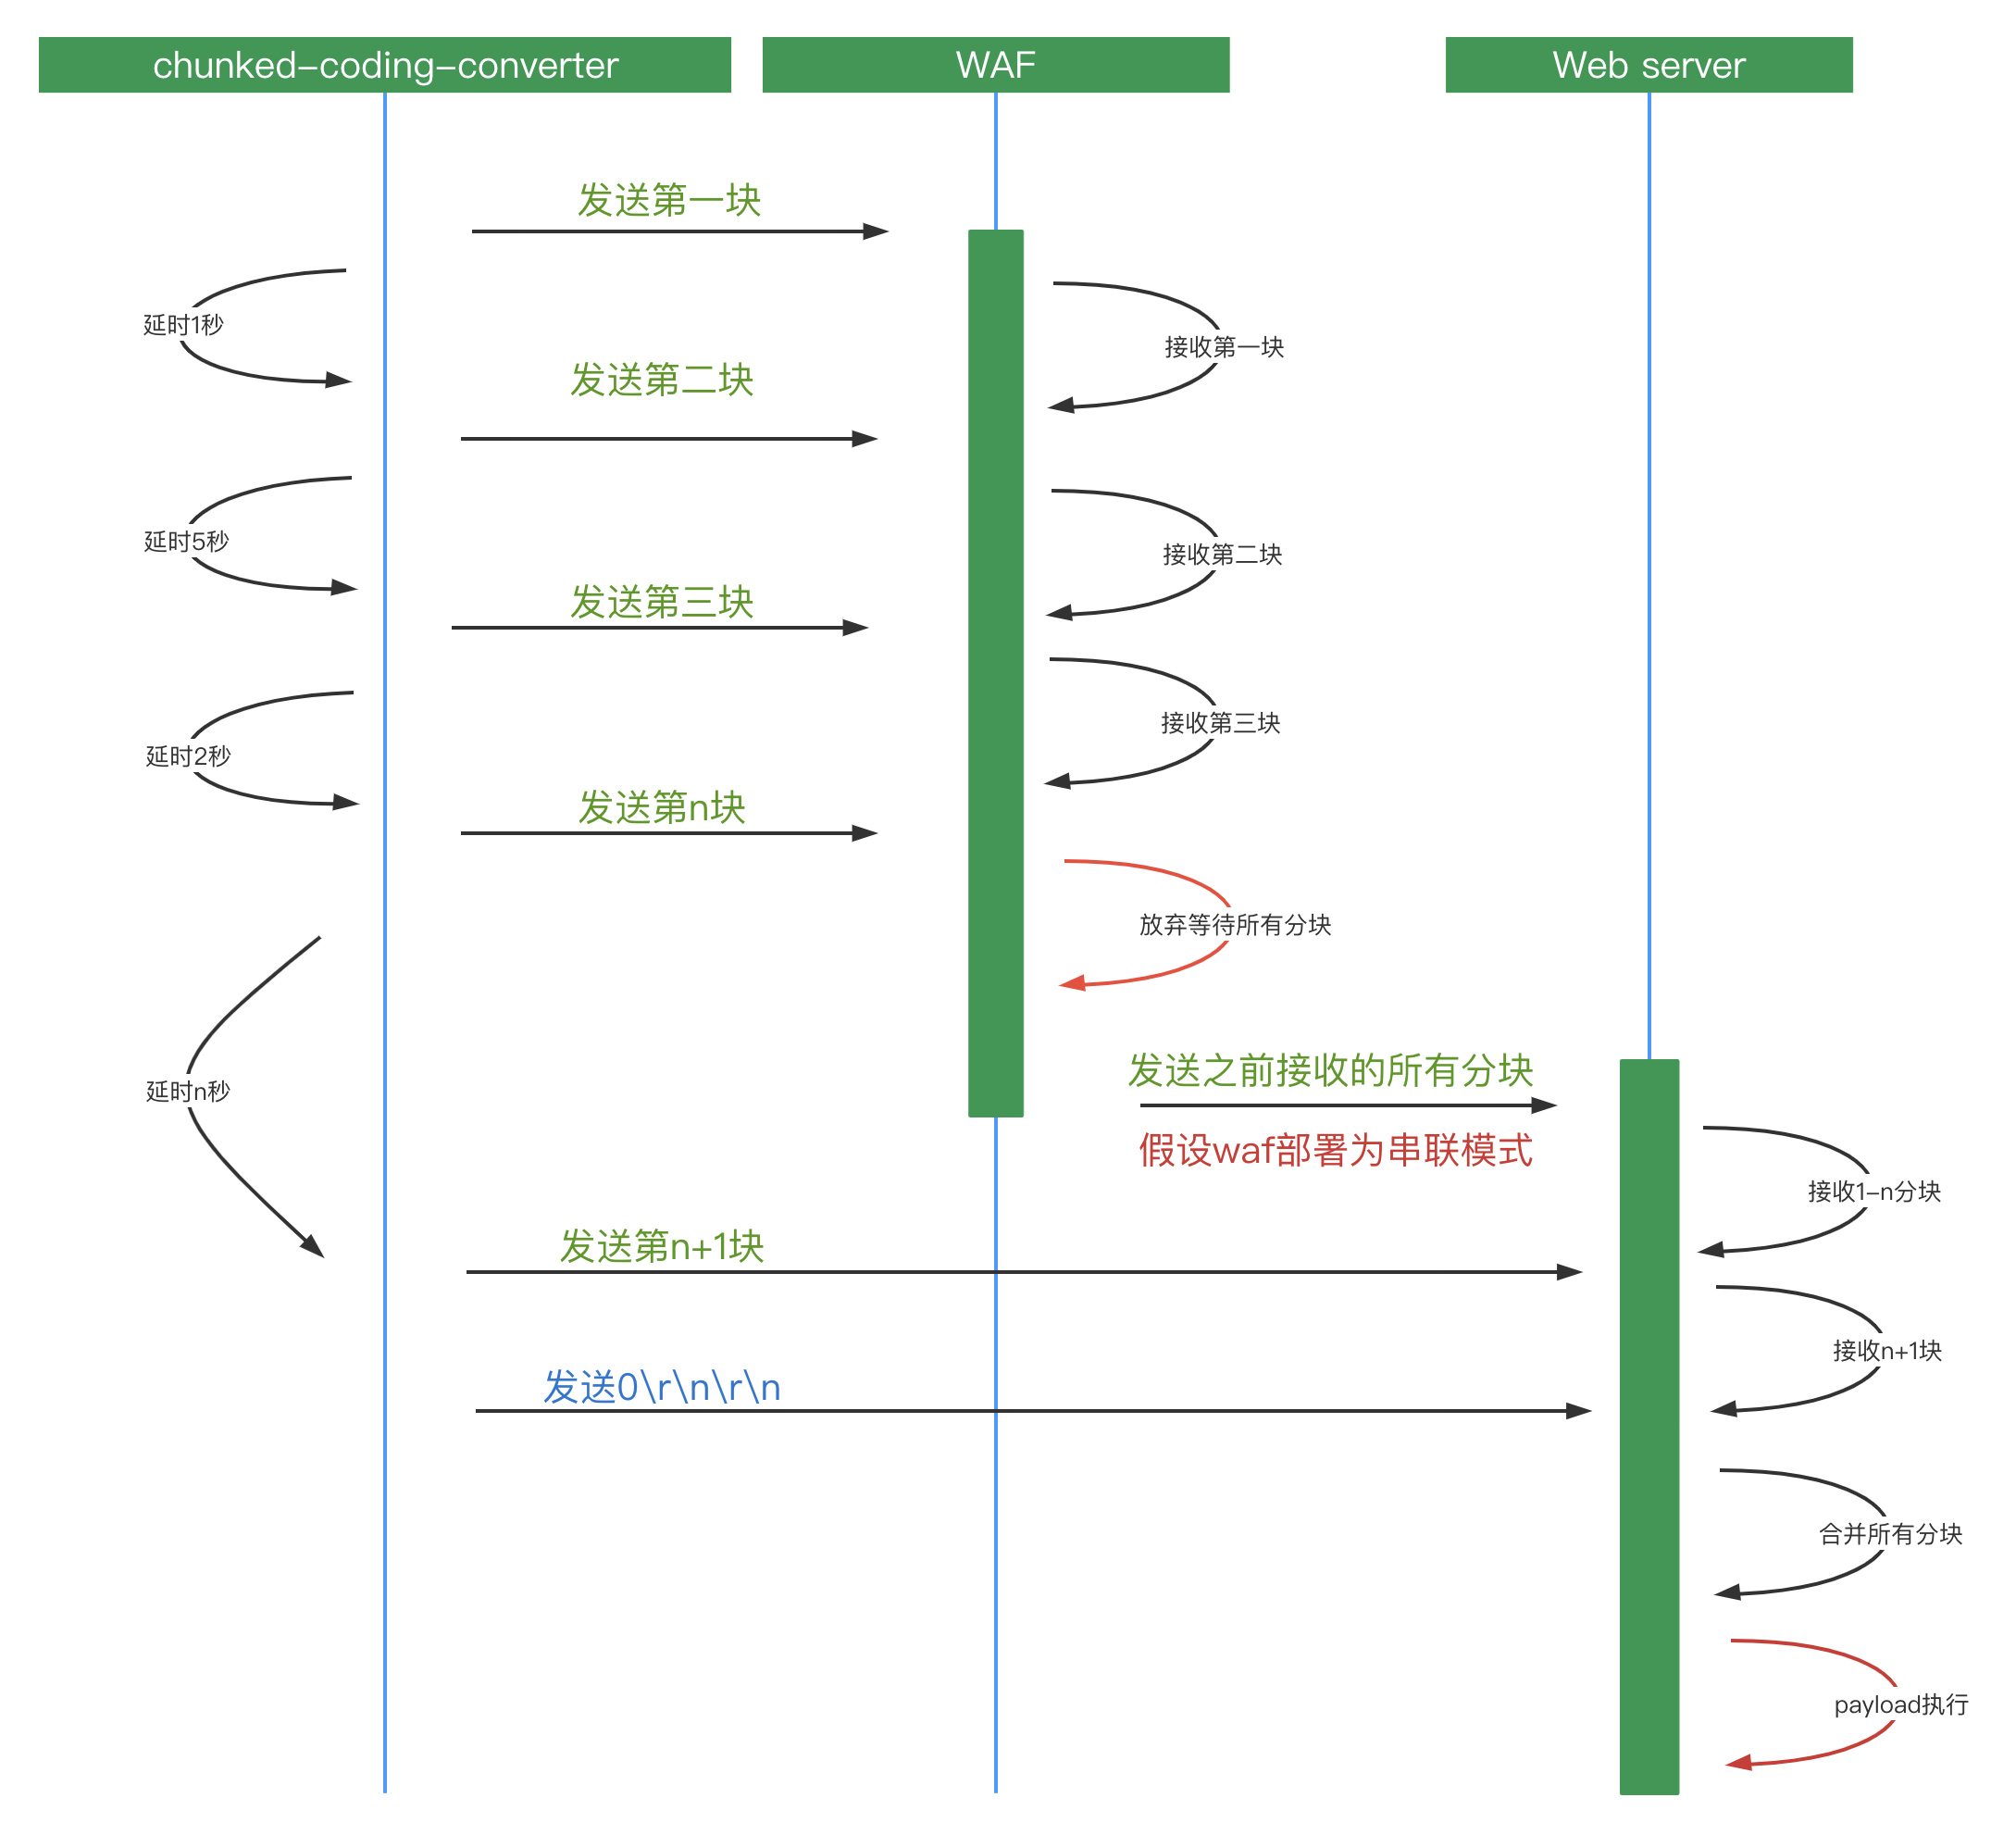 chunked-coding-converter
WAF
Web server
发送第一块
延时1秒
接收第一块
发送第二块
延时5秒
接收第二块
发送第三块
接收第三块
延时2秒
发送第n块
放弃等待所有分块
发送之前接收的所有分块
延时n秒
假设waf部署为串联模式
接收1-n分块
发送第n+1块
接收n+1块
发送0\r\n\r\n
合并所有分块
payload执行